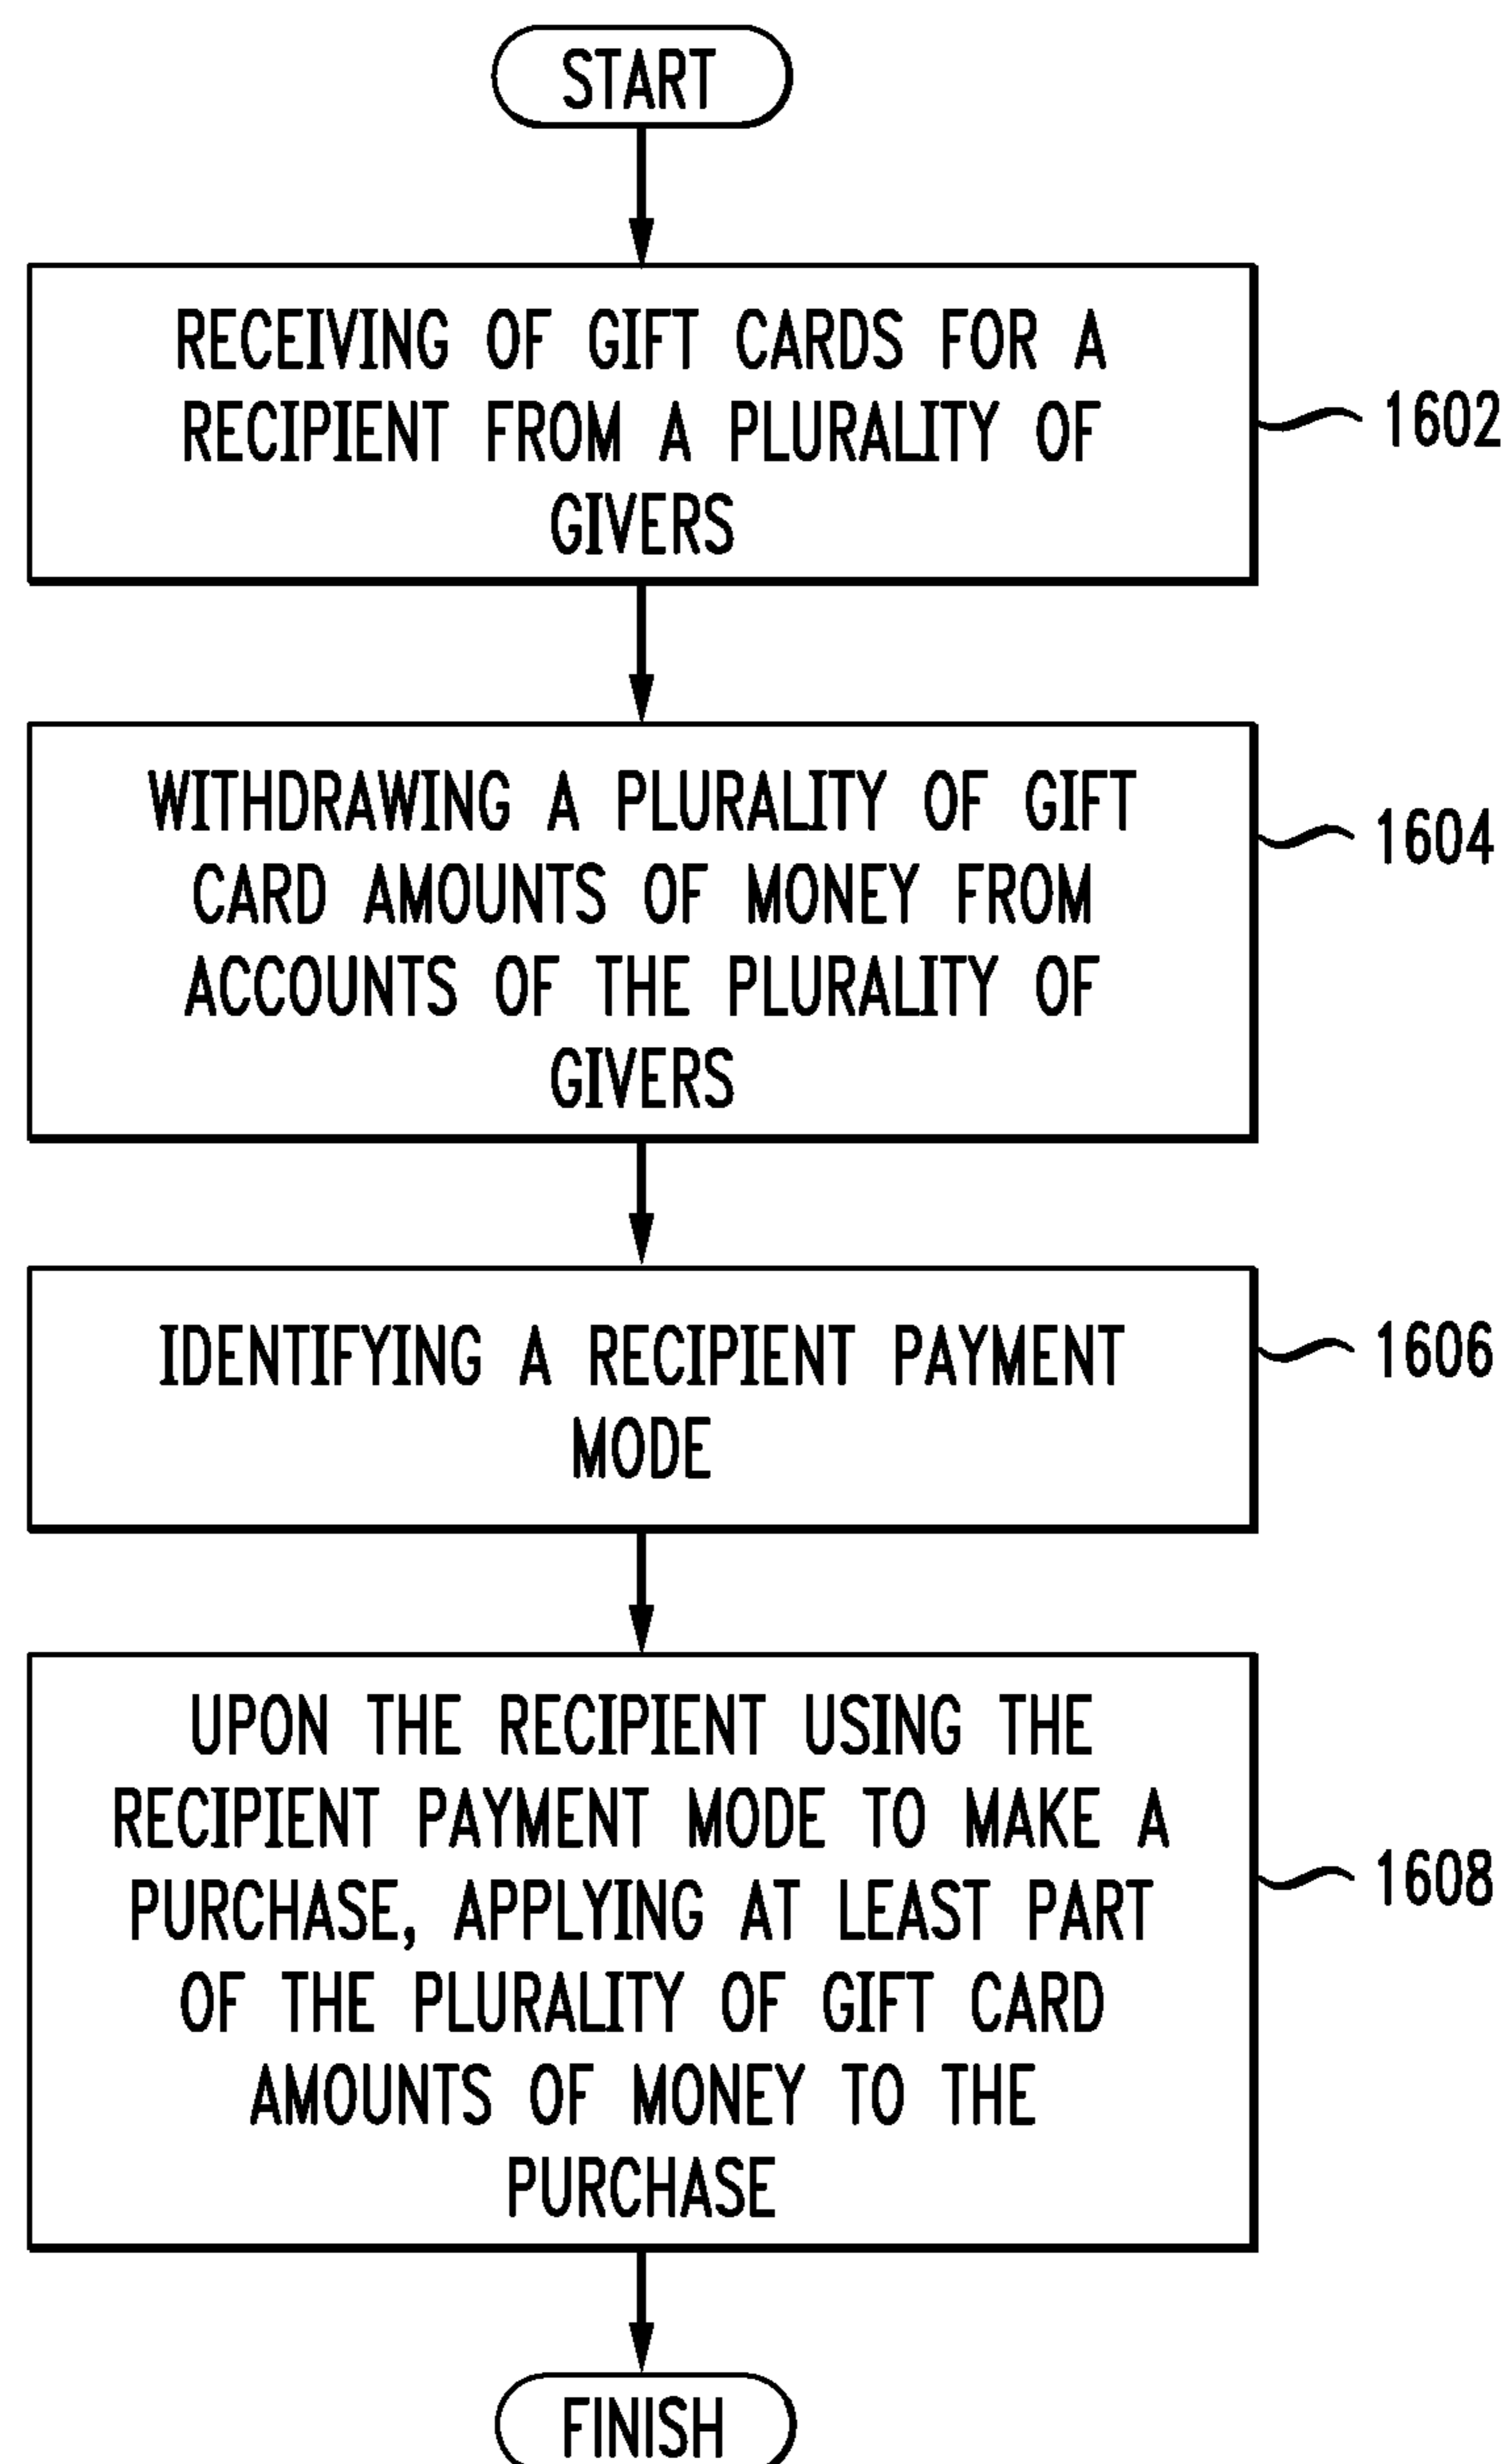 START
RECEIVING OF GIFT CARDS FOR A
RECIPIENT FROM A PLURALITY OF
GIVERS
1602
WITHDRAWING A PLURALITY OF GIFT
CARD AMOUNTS OF MONEY FROM
ACCOUNTS OF THE PLURALITY OF
GIVERS
1604
IDENTIFYING A RECIPIENT PAYMENT
MODE
1606
UPON THE RECIPIENT USING THE
RECIPIENT PAYMENT MODE TO MAKE A
PURCHASE, APPLYING AT LEAST PART
OF THE PLURALITY OF GIFT CARD
AMOUNTS OF MONEY TO THE
PURCHASE
1608
FINISH